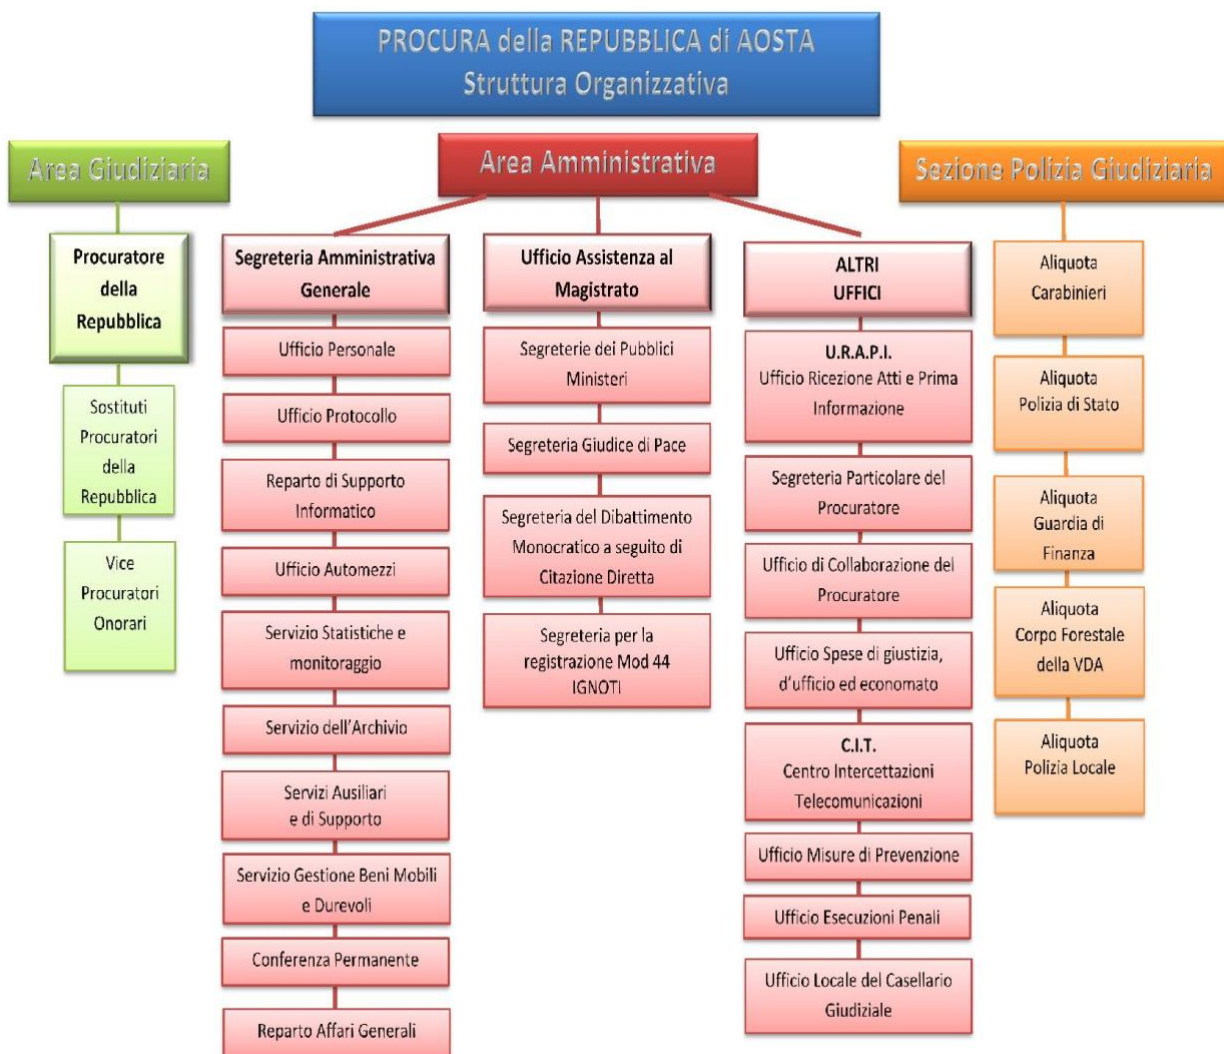 PROCURA della REPUBBLICA di AOSTA
Struttura Organizzativa
Area Giudiziaria
Procuratore
della
Repubblica
Sostituti
Procuratori
della
Repubblica
Vice
Procuratori
Onorari
Area Amministrativa
Segreteria Amministrativa
Generale
Ufficio Personale
Ufficio Protocollo
Reparto di Supporto
Informatico
Ufficio Automezzi
Servizio Statistiche e
monitoraggio
Servizio dell'Archivio
Servizi Ausiliari
e di Supporto
Servizio Gestione Beni Mobili
e Durevoli
Conferenza Permanente
Reparto Affari Generali
Ufficio Assistenza al
Magistrato
Segreterie dei Pubblici
Ministeri
Segreteria Giudice di Pace
Segreteria del Dibattimento
Monocratico a seguito di
Citazione Diretta
Segreteria per la
registrazione Mod 44
IGNOTI
ALTRI
UFFICI
U.R.A.P.I.
Ufficio Ricezione Atti e Prima
Informazione
Segreteria Particolare del
Procuratore
Ufficio di Collaborazione del
Procuratore
Ufficio Spese di giustizia,
d'ufficio ed economato
C.I.T.
Centro Intercettazioni
Telecomunicazioni
Ufficio Misure di Prevenzione
Ufficio Esecuzioni Penali
Ufficio Locale del Casellario
Giudiziale
Sezione Polizia Giudiziaria
Aliquota
Carabinieri
Aliquota
Polizia di Stato
Aliquota
Guardia di
Finanza
Aliquota
Corpo Forestale
della VDA
Aliquota
Polizia Locale